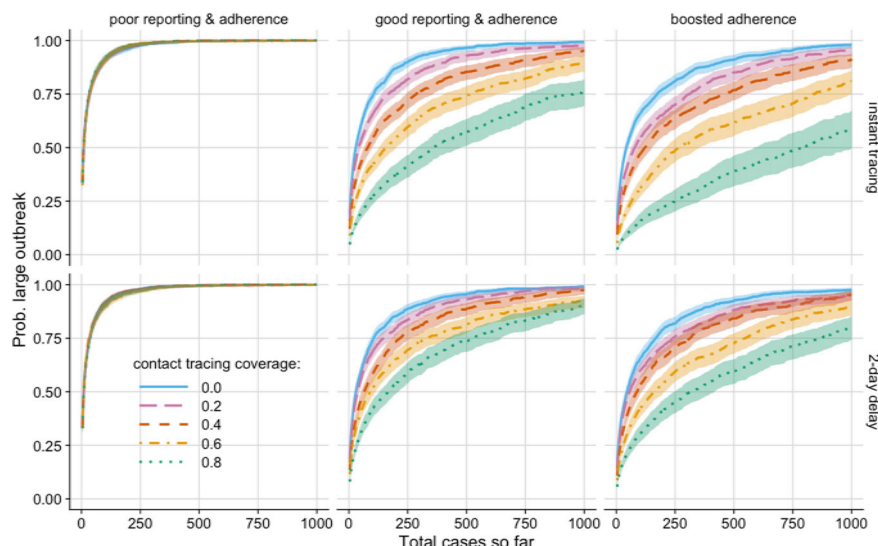 poor reporting & adherence
good reporting & adherence
boosted adherence
Prob. large outbreak
1.00
0.75
0.50
0.25
0.00
instant tracing
1.00
0.75
0.50
0.25
0.00
2-day delay
contact tracing coverage:
0.0
0.2
0.4
0.6
0.8
0 250 500 750 1000
0 250 500 750 1000
0 250 500 750 1000
Total cases so far